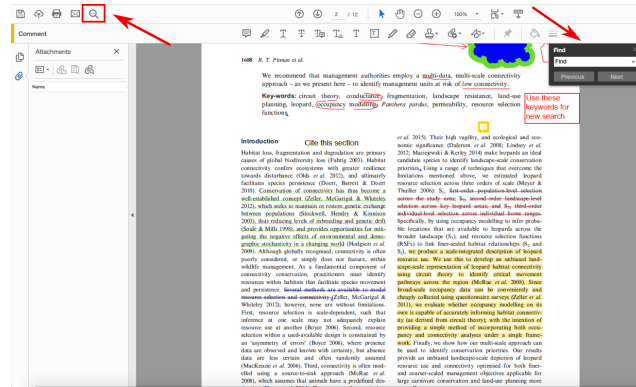 2 / 12
100%
Comment
Attachments
Name
Find
Find
Previous
Next
1688 R. T. Pitman et al.
We recommend that management authorities employ a multi-data, multi-scale connectivity
approach – as we present here – to identify management units at risk of low connectivity.
Key-words: circuit theory, conductance, fragmentation, landscape resistance, land-use
planning, leopard, occupancy modelling, Panthera pardus, permeability, resource selection
functions
Use these
keywords for
new search
Introduction
Cite this section
Habitat loss, fragmentation and degradation are primary
causes of global biodiversity loss (Fahrig 2003). Habitat
connectivity confers ecosystems with greater resilience
towards disturbance (Olds et al. 2012), and ultimately
facilitates species persistence (Doerr, Barrett & Doerr
2010). Conservation of connectivity has thus become a
well-established concept (Zeller, McGarigal & Whiteley
2012), which seeks to maintain or restore genetic exchange
between populations (Stockwell, Hendry & Kinnison
2003), thus reducing levels of inbreeding and genetic drift
(Soulé & Mills 1998), and provides opportunities for miti-
gating the negative effects of environmental and demo-
graphic stochasticity in a changing world (Hodgson et al.
2009). Although globally recognised, connectivity is often
poorly considered, or simply does not feature, within
wildlife management. As a fundamental component of
connectivity conservation, practitioners must identify
resources within habitats that facilitate species movement
and persistence. Several methods are available to model
resource selection and connectivity (Zeller, McGarigal &
Whiteley 2012); however, none are without limitations.
First, resource selection is scale-dependent, such that
inference at one scale may not adequately explain
resource use at another (Boyce 2006). Second, resource
selection within a used-available design is constrained by
an 'asymmetry of errors' (Boyce 2006), where presence
data are observed and known with certainty, but absence
data are less certain and often randomly assumed
(MacKenzie et al. 2006). Third, connectivity is often mod-
elled using a source-to-sink approach (McRae et al.
2008), which assumes that animals have a predefined des-
et al. 2015). Their high vagility, and ecological and eco-
nomic significance (Dalerum et al. 2008; Lindsey et al.
2012; Maciejewski & Kerley 2014) make leopards an ideal
candidate species to identify landscape-scale conservation
priorities. Using a range of techniques that overcome the
limitations mentioned above, we estimated leopard
resource selection across three orders of scale (Meyer &
Thuiller 2006): S1, first-order population-level selection
across the study area; S2, second-order landscape-level
selection across key leopard areas; and S3, third-order
individual-level selection across individual home ranges.
Specifically, by using occupancy modelling to infer proba-
ble locations that are available to leopards across the
broader landscape (S1), and resource selection functions
(RSFs) to link finer-scaled habitat relationships (S2 and
S3), we produce a scale-integrated description of leopard
resource use. We use this to develop an unbiased land-
scape-scale representation of leopard habitat connectivity
using circuit theory to identify critical movement
pathways across the region (McRae et al. 2008). Since
broad-scale occupancy data can be conveniently and
cheaply collected using questionnaire surveys (Zeller et al.
2011), we evaluate whether occupancy modelling on its
own is capable of accurately informing habitat connectiv-
ity (as derived from circuit theory); with the intention of
providing a simple method of incorporating both occu-
pancy and connectivity analyses under a single frame-
work. Finally, we show how our multi-scale approach can
be used to identify conservation priorities. Our results
provide an unbiased landscape-scale depiction of leopard
resource use and connectivity optimised for both finer-
and coarser-scaled management objectives applicable for
large carnivore conservation and land-use planning more